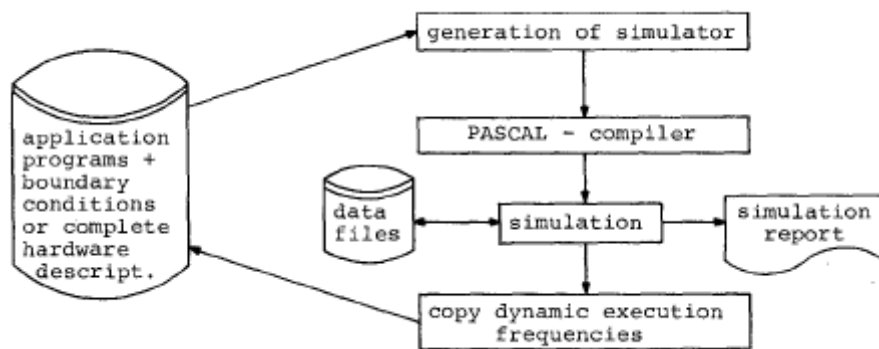 generation of simulator
application
programs +
boundary
conditions
or complete
hardware
descript.
PASCAL - compiler
data
files
simulation
simulation
report
copy dynamic execution
frequencies